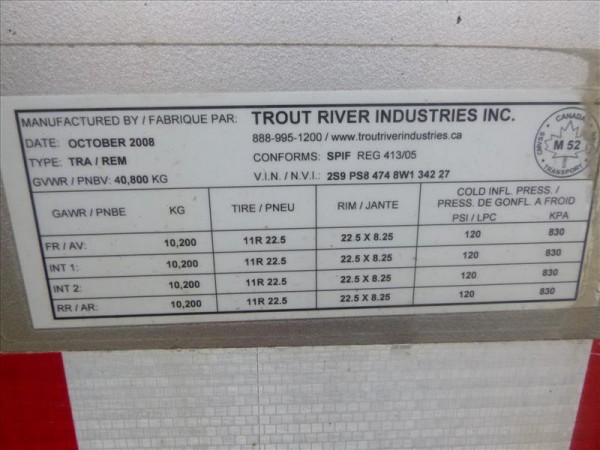 MANUFACTURED BY / FABRIQUE PAR: TROUT RIVER INDUSTRIES INC.
DATE: OCTOBER 2008 888-995-1200 / www.troutriverindustries.ca
TYPE: TRA / REM CONFORMS: SPIF REG 413/05
GVWR / PNBV: 40,800 KG V.I.N. / N.V.I.: 2S9 PS8 474 8W1 342 27
CANADA
M 52
TRANSPORT
GAWR / PNBE KG TIRE / PNEU RIM / JANTE COLD INFL. PRESS. /
PRESS. DE GONFL. A FROID
PSI / LPC KPA
FR / AV: 10,200 11R 22.5 22.5 X 8.25 120 830
INT 1: 10,200 11R 22.5 22.5 X 8.25 120 830
INT 2: 10,200 11R 22.5 22.5 X 8.25 120 830
RR / AR: 10,200 11R 22.5 22.5 X 8.25 120 830